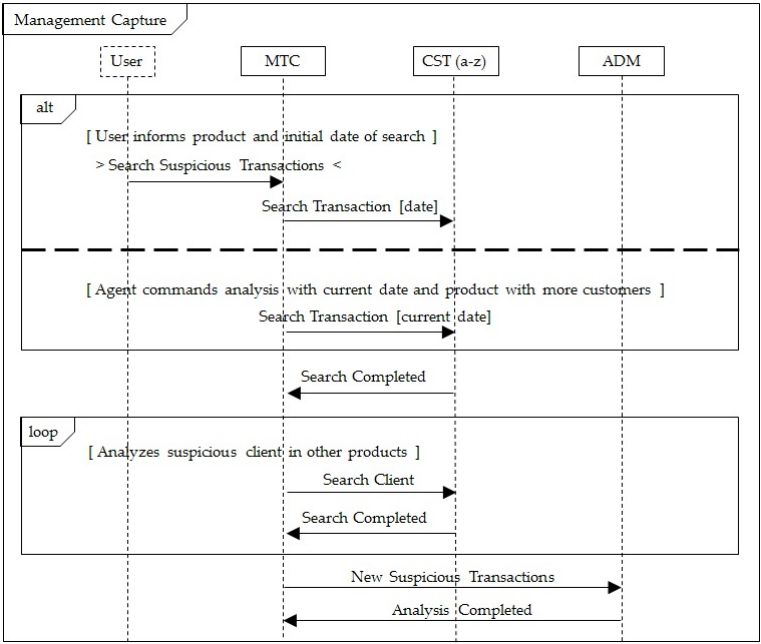 Management Capture
User
MTC
CST (a-z)
ADM
alt
[ User informs product and initial date of search ]
> Search Suspicious Transactions <
Search Transaction [date]
[ Agent commands analysis with current date and product with more customers ]
Search Transaction [current date]
Search Completed
loop
[ Analyzes suspicious client in other products ]
Search Client
Search Completed
New Suspicious Transactions
Analysis Completed